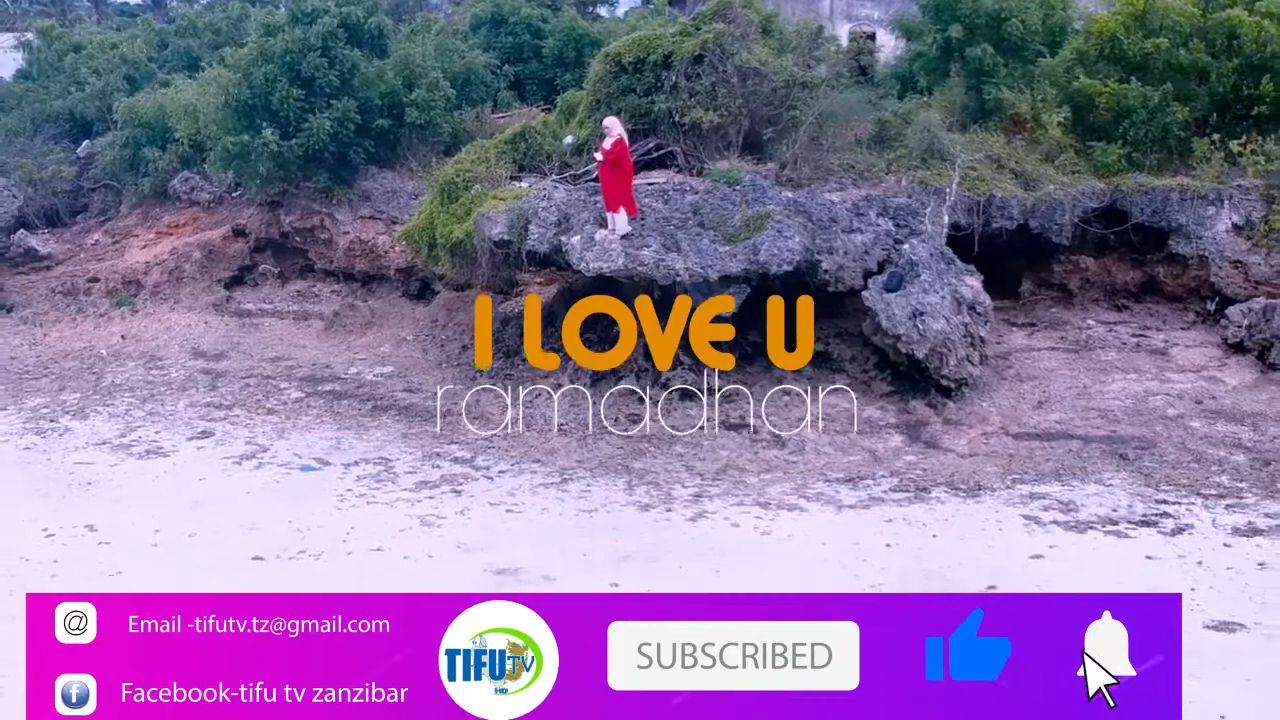 I LOVE U
ramadhan
@ Email -tifutv.tz@gmail.com
f Facebook-tifu tv zanzibar
TIFU TV
HD
SUBSCRIBED